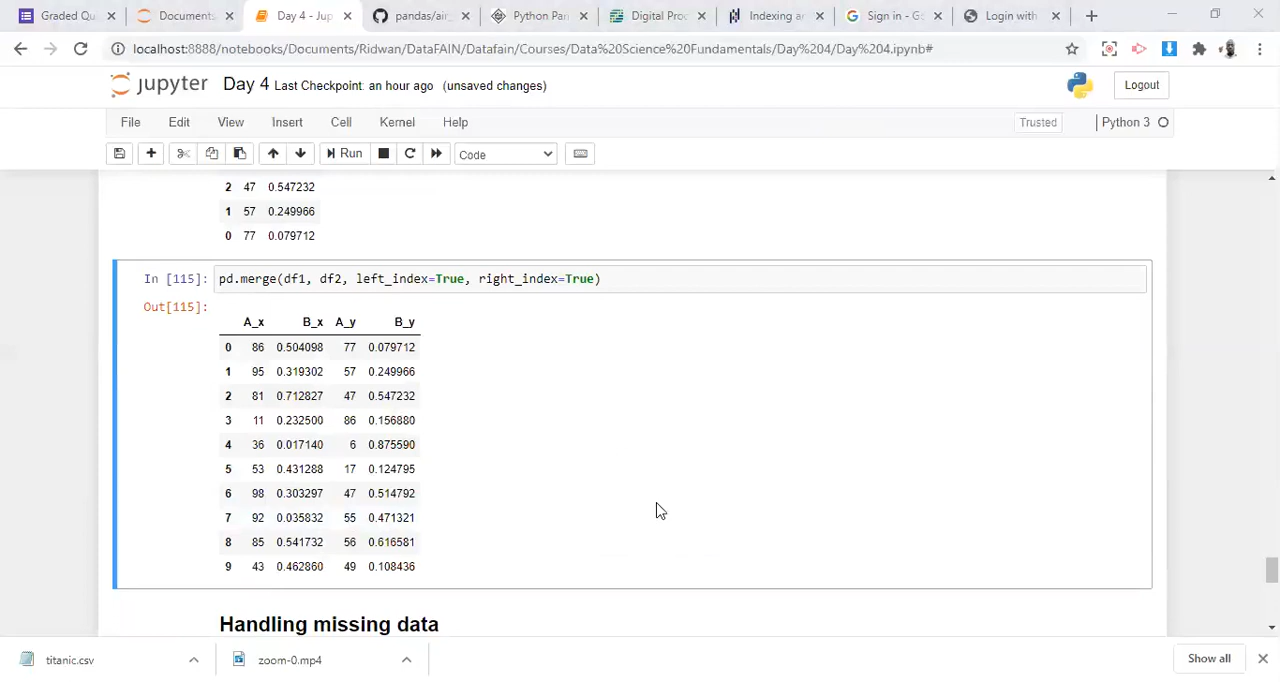 Graded Qu
Documents
Day 4 - Jup
pandas/air
Python Pan
Digital Proc
Indexing an
Sign in - Go
Login with
localhost:8888/notebooks/Documents/Ridwan/DataFAIN/Datafain/Courses/Data%20Science%20Fundamentals/Day%204/Day%204.ipynb#
jupyter Day 4 Last Checkpoint: an hour ago (unsaved changes)
Logout
File Edit View Insert Cell Kernel Help
Trusted Python 3
Run Code
2 47 0.547232
1 57 0.249966
0 77 0.079712
In [115]: pd.merge(df1, df2, left_index=True, right_index=True)
Out[115]:
A_x B_x A_y B_y
0 86 0.504098 77 0.079712
1 95 0.319302 57 0.249966
2 81 0.712827 47 0.547232
3 11 0.232500 86 0.156880
4 36 0.017140 6 0.875590
5 53 0.431288 17 0.124795
6 98 0.303297 47 0.514792
7 92 0.035832 55 0.471321
8 85 0.541732 56 0.616581
9 43 0.462860 49 0.108436
Handling missing data
titanic.csv
zoom-0.mp4
Show all